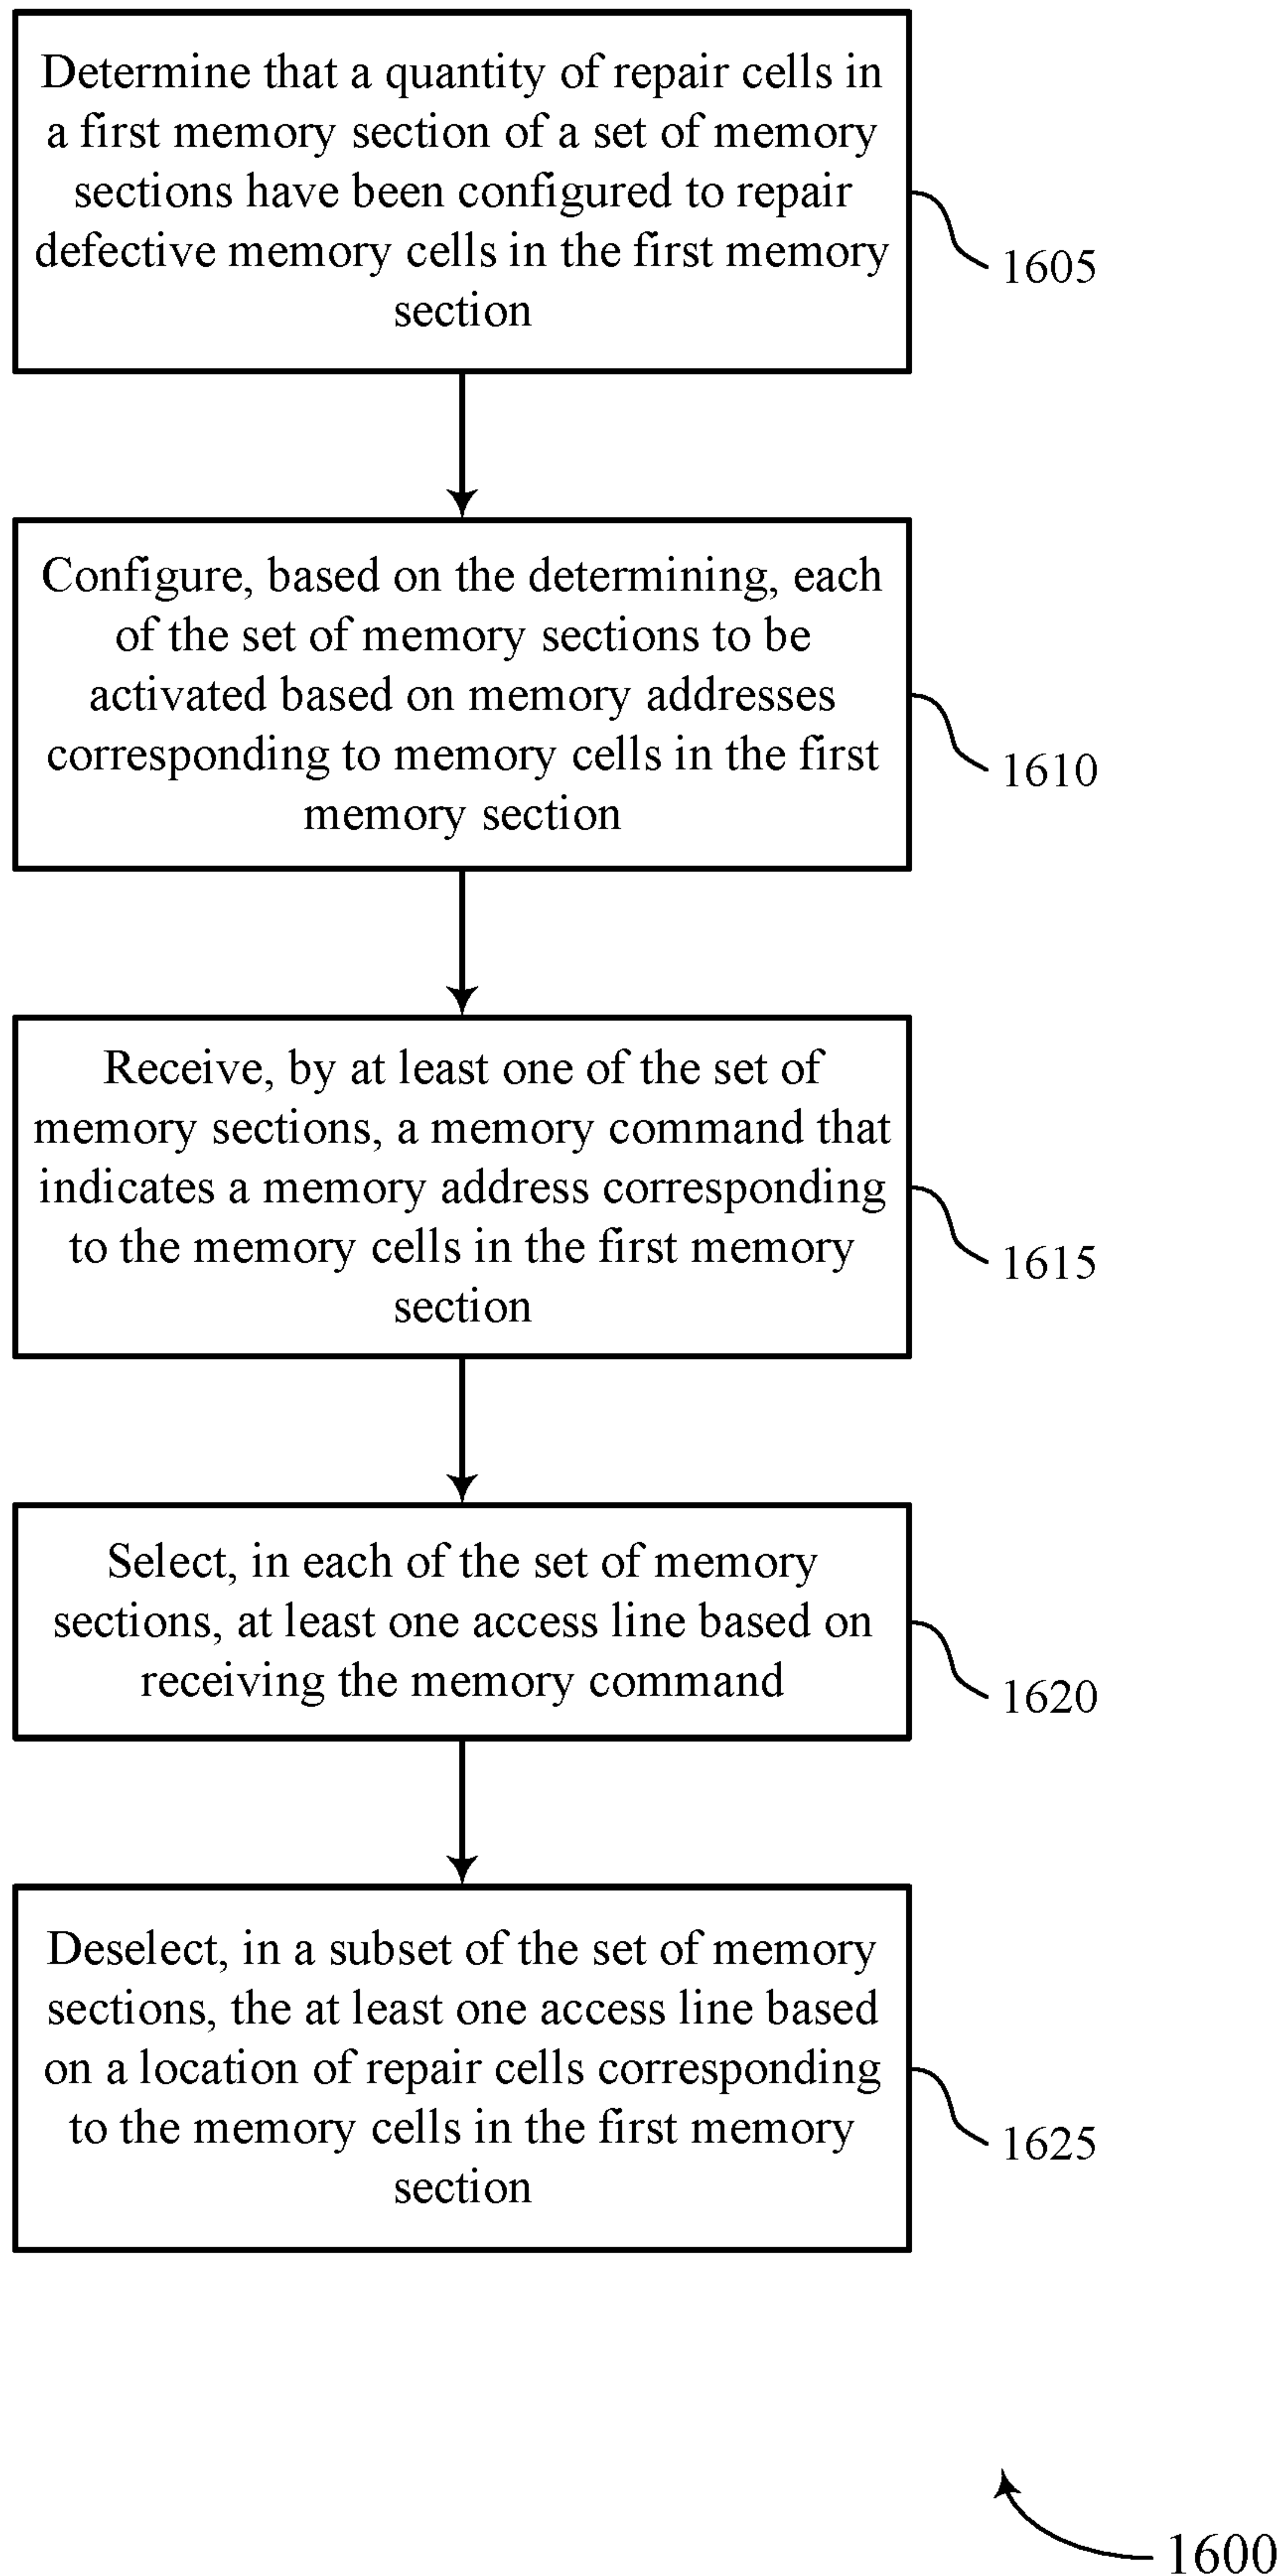 Determine that a quantity of repair cells in
a first memory section of a set of memory
sections have been configured to repair
defective memory cells in the first memory
section
1605
Configure, based on the determining, each
of the set of memory sections to be
activated based on memory addresses
corresponding to memory cells in the first
memory section
1610
Receive, by at least one of the set of
memory sections, a memory command that
indicates a memory address corresponding
to the memory cells in the first memory
section
1615
Select, in each of the set of memory
sections, at least one access line based on
receiving the memory command
1620
Deselect, in a subset of the set of memory
sections, the at least one access line based
on a location of repair cells corresponding
to the memory cells in the first memory
section
1625
1600